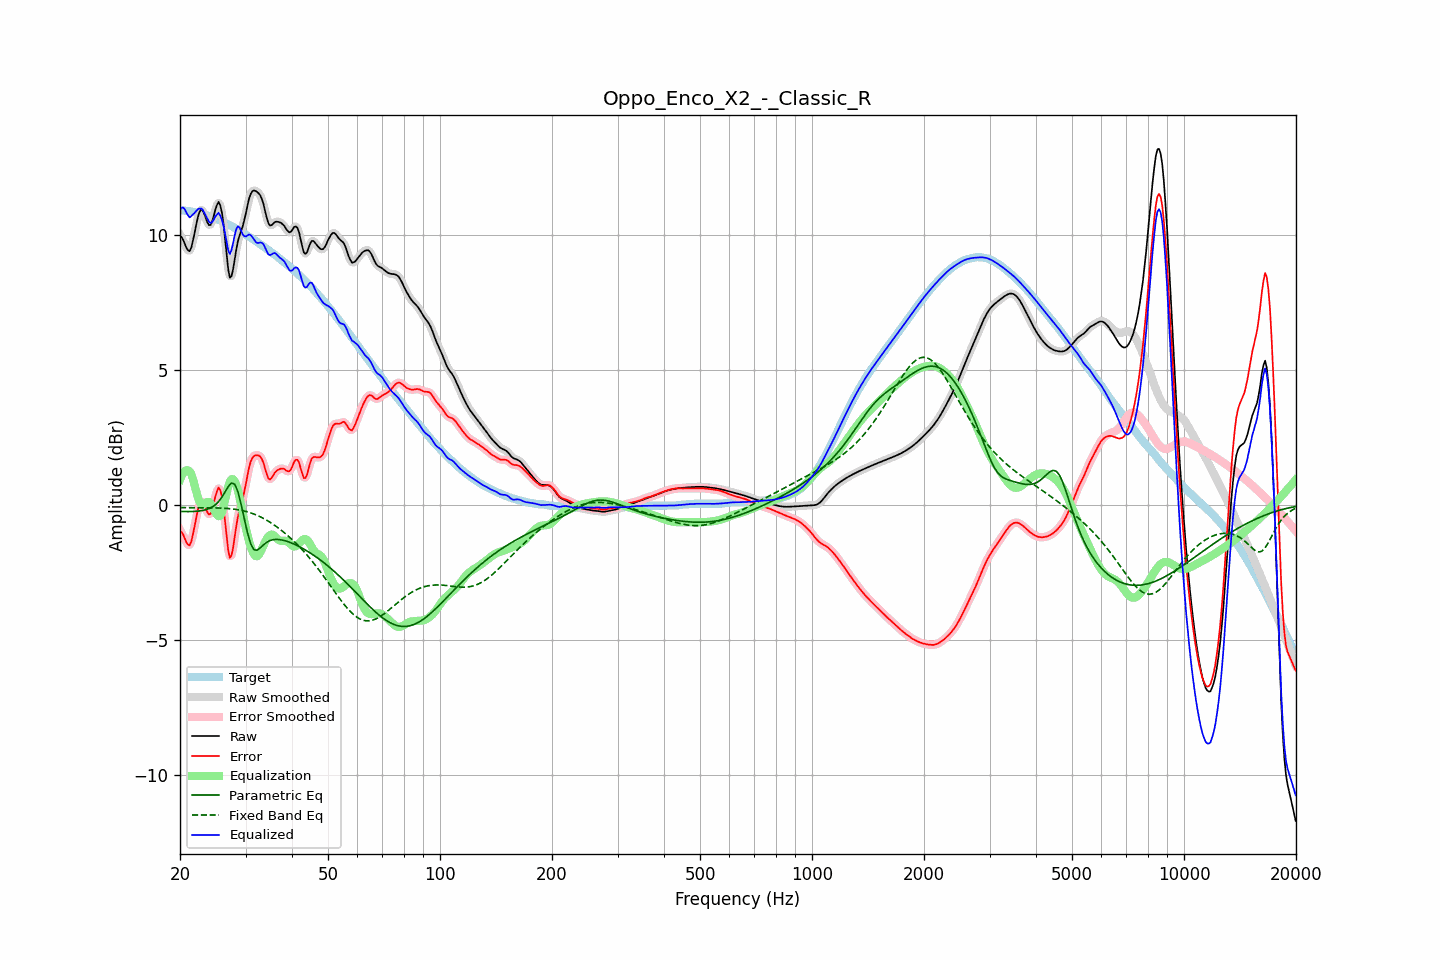 Oppo_Enco_X2_-_Classic_R
Amplitude (dBr)
10
5
0
−5
−10
Target
Raw Smoothed
Error Smoothed
Raw
Error
Equalization
Parametric Eq
Fixed Band Eq
Equalized
20 50 100 200 500 1000 2000 5000 10000 20000
Frequency (Hz)